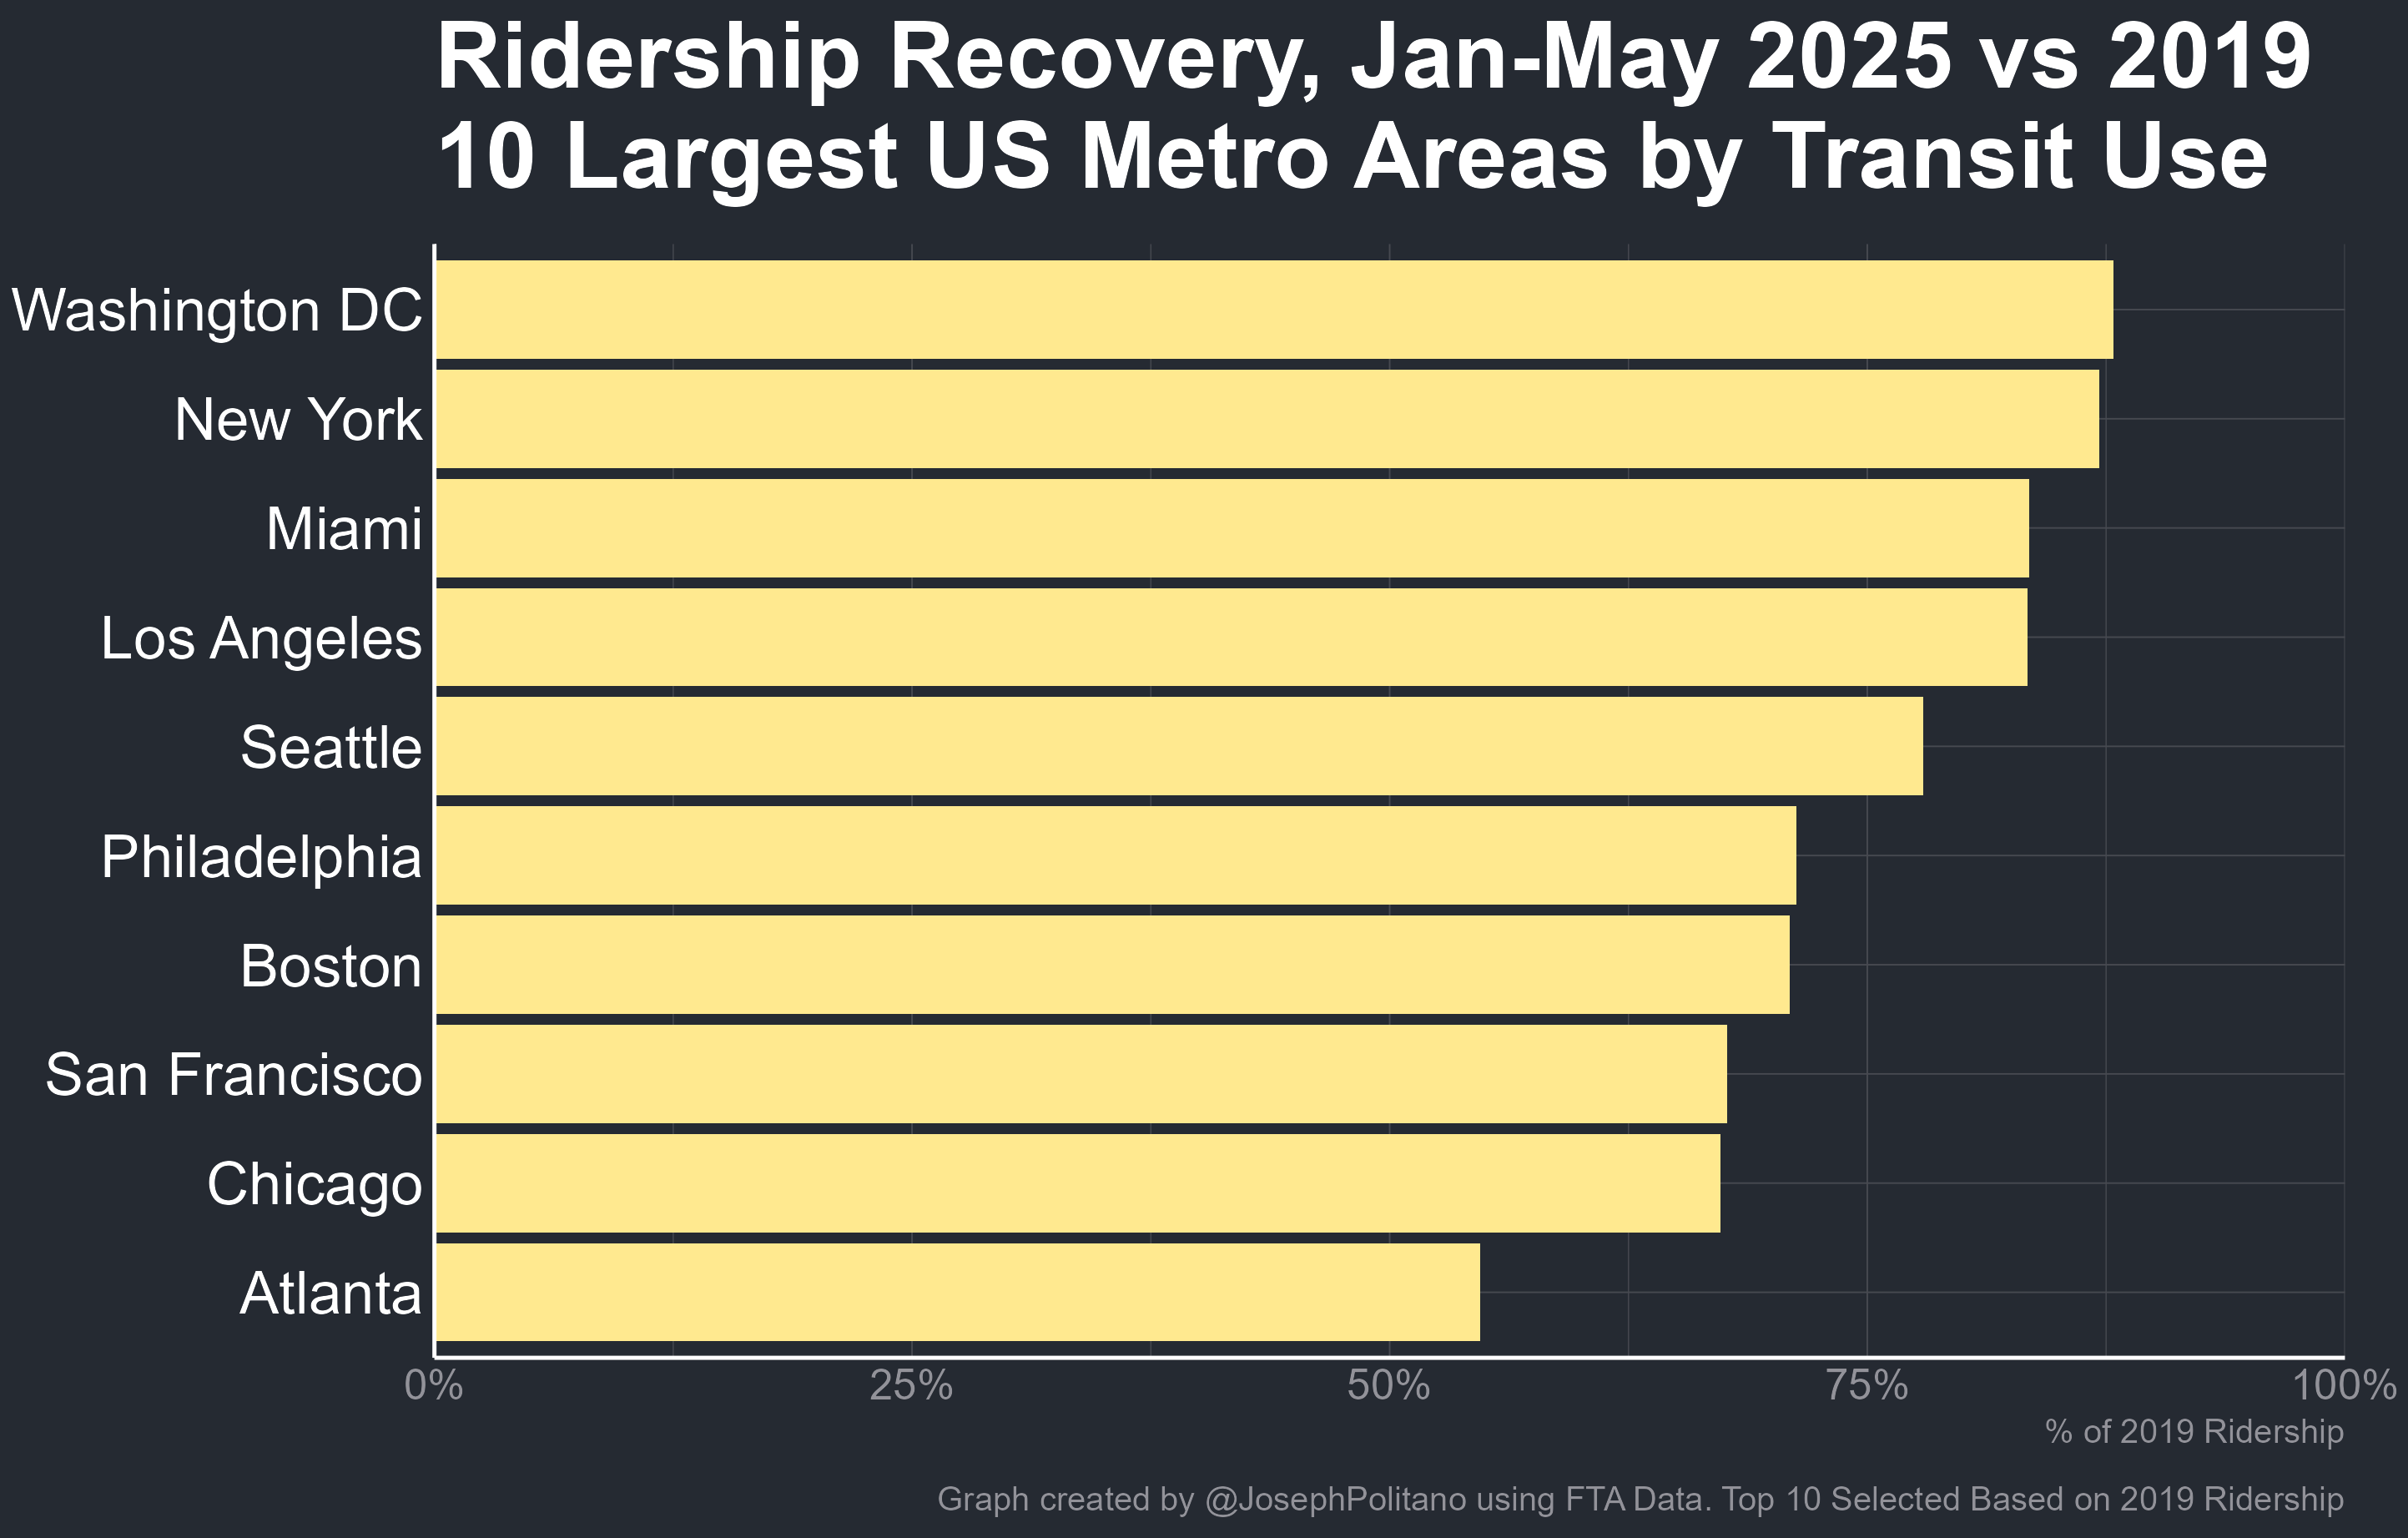 Ridership Recovery, Jan-May 2025 vs 2019
10 Largest US Metro Areas by Transit Use
Washington DC
New York
Miami
Los Angeles
Seattle
Philadelphia
Boston
San Francisco
Chicago
Atlanta
0% 25% 50% 75% 100%
% of 2019 Ridership
Graph created by @JosephPolitano using FTA Data. Top 10 Selected Based on 2019 Ridership